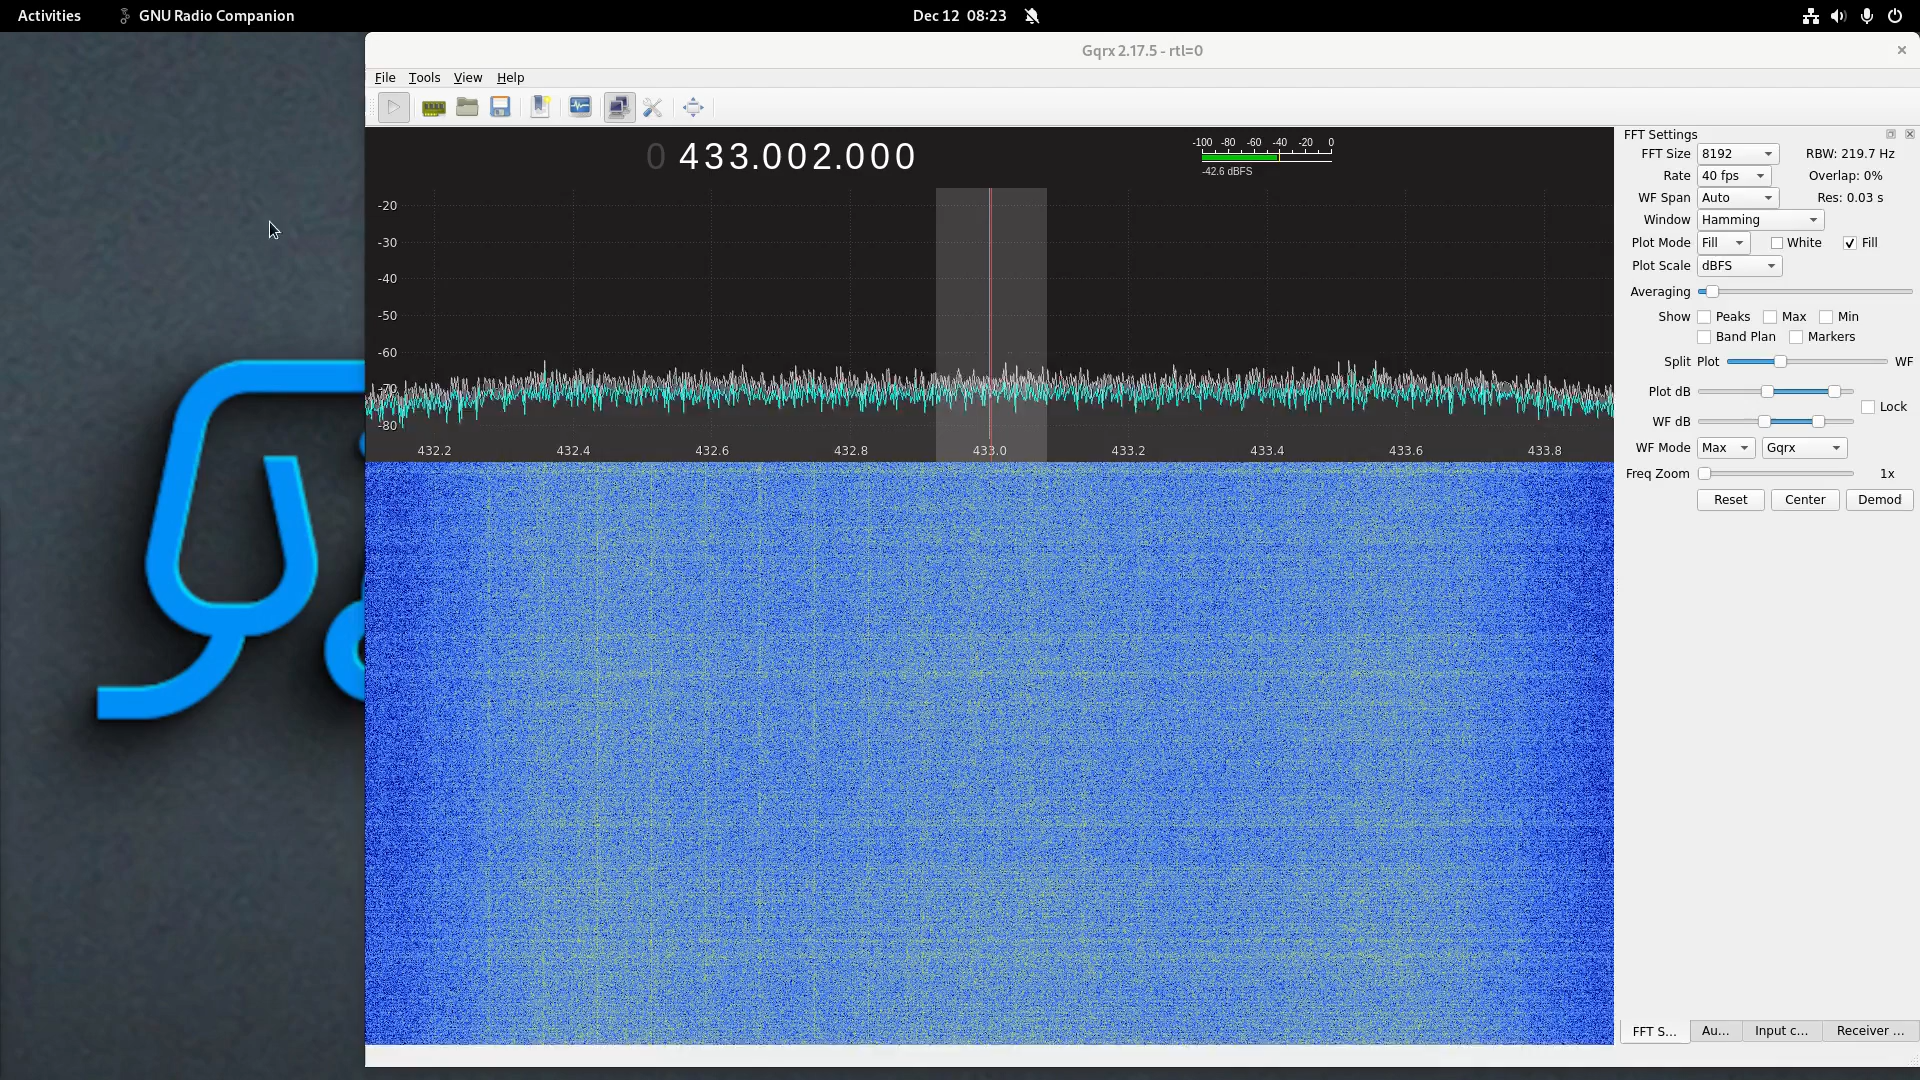 Activities GNU Radio Companion Dec 12 08:23
Gqrx 2.17.5 - rtl=0
File Tools View Help
0 433.002.000
-100 -80 -60 -40 -20 0
-42.6 dBFS
-20
-30
-40
-50
-60
-70
-80
432.2 432.4 432.6 432.8 433.0 433.2 433.4 433.6 433.8
FFT Settings
FFT Size 8192 RBW: 219.7 Hz
Rate 40 fps Overlap: 0%
WF Span Auto Res: 0.03 s
Window Hamming
Plot Mode Fill White Fill
Plot Scale dBFS
Averaging
Show Peaks Max Min
Band Plan Markers
Split Plot WF
Plot dB
Lock
WF dB
WF Mode Max Gqrx
Freq Zoom 1x
Reset Center Demod
FFT S... Au... Input c... Receiver ...